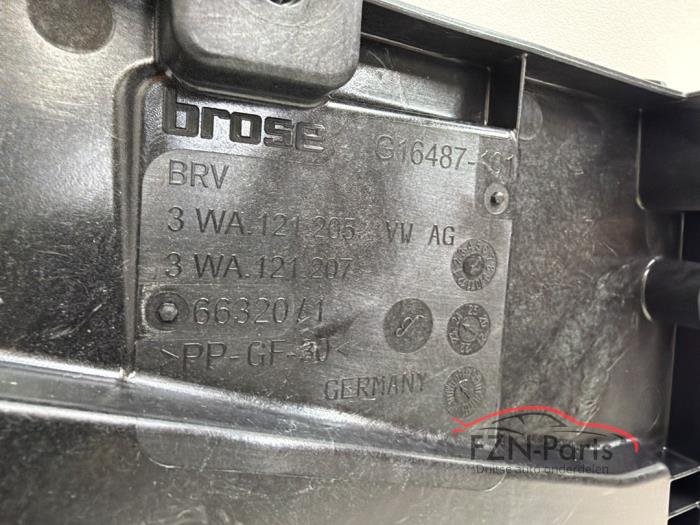 brose
G16487-101
BRV
3 WA.121.205 VW AG
3 WA.121.207
66320/1
>PP-GF-30<
GERMANY
FZN-Parts
Duitse auto onderdelen